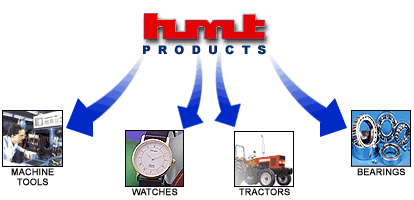 hmt
PRODUCTS
MACHINE
TOOLS
WATCHES
TRACTORS
BEARINGS